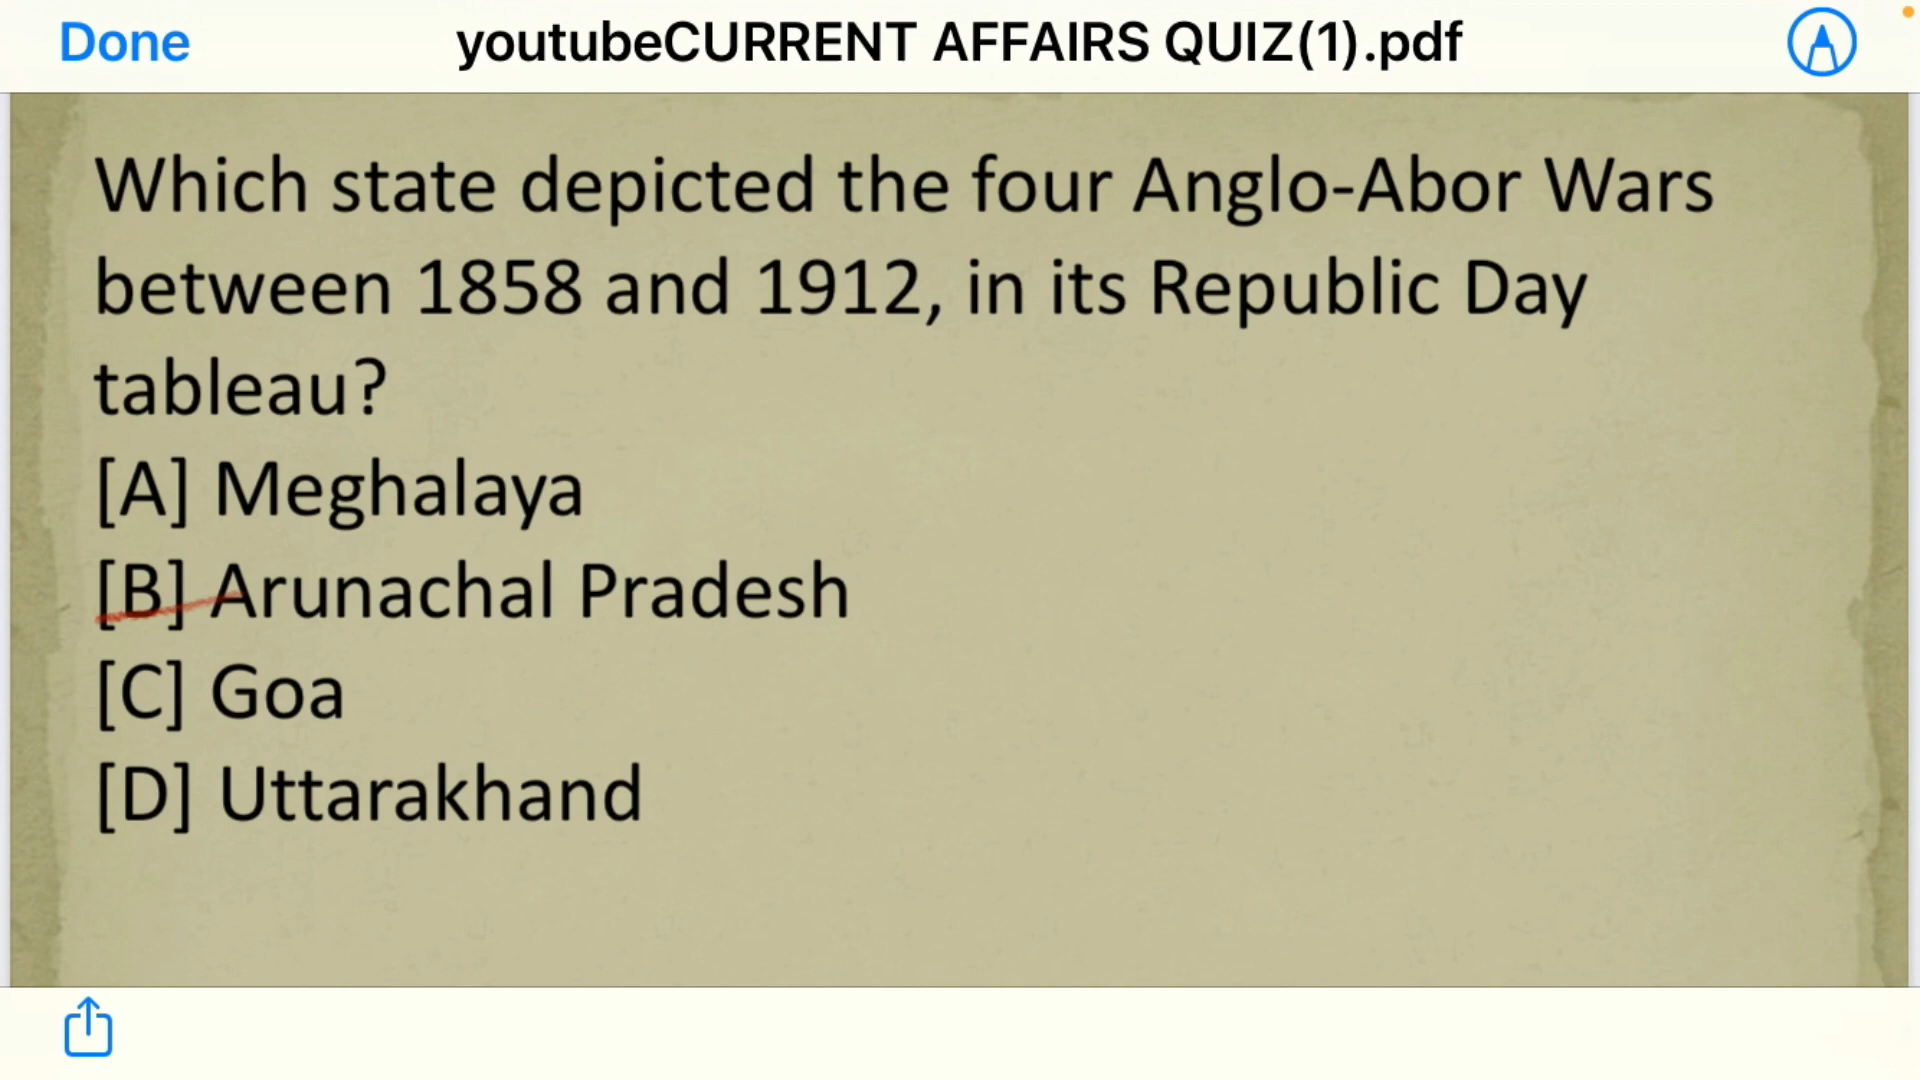 Done
youtubeCURRENT AFFAIRS QUIZ(1).pdf
Which state depicted the four Anglo-Abor Wars
between 1858 and 1912, in its Republic Day
tableau?
[A] Meghalaya
[B] Arunachal Pradesh
[C] Goa
[D] Uttarakhand